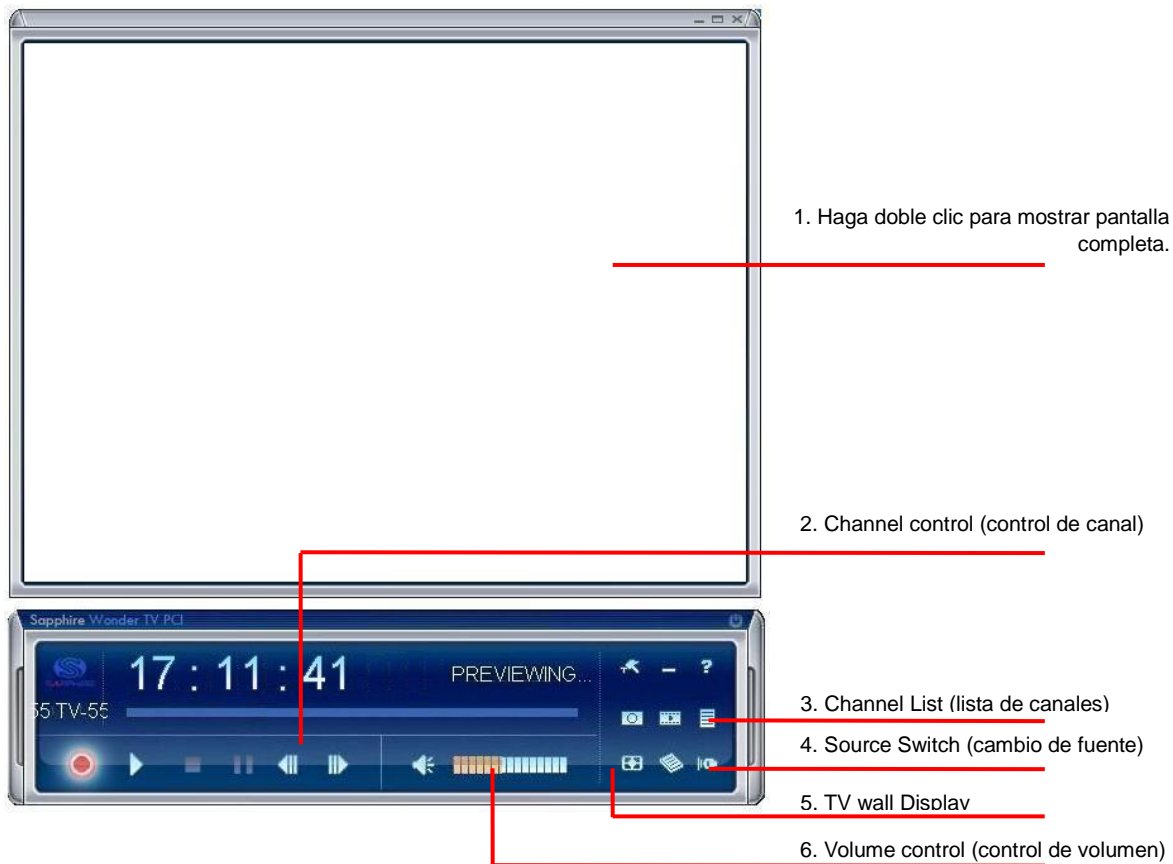 1. Haga doble clic para mostrar pantalla
completa.
2. Channel control (control de canal)
Sapphire Wonder TV PCI
17 : 11 : 41
PREVIEWING...
?
SAPPHIRE
55 TV-55
3. Channel List (lista de canales)
4. Source Switch (cambio de fuente)
5. TV wall Display
6. Volume control (control de volumen)